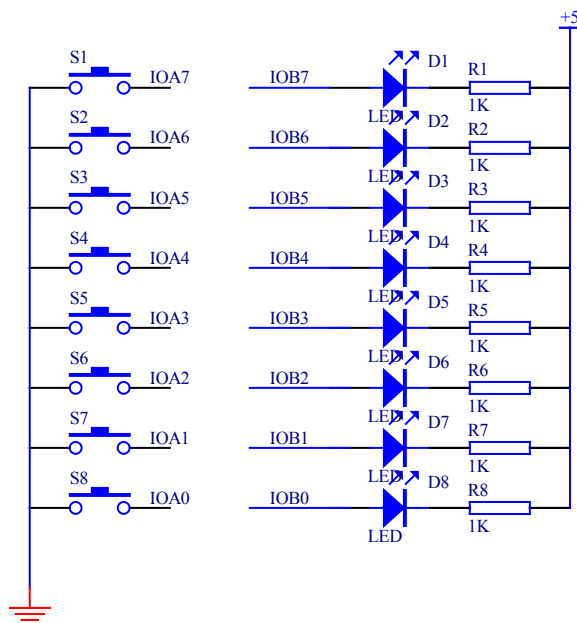 +5
S1 IOA7 IOB7 D1 R1
LED 1K
S2 IOA6 IOB6 D2 R2
LED 1K
S3 IOA5 IOB5 D3 R3
LED 1K
S4 IOA4 IOB4 D4 R4
LED 1K
S5 IOA3 IOB3 D5 R5
LED 1K
S6 IOA2 IOB2 D6 R6
LED 1K
S7 IOA1 IOB1 D7 R7
LED 1K
S8 IOA0 IOB0 D8 R8
LED 1K